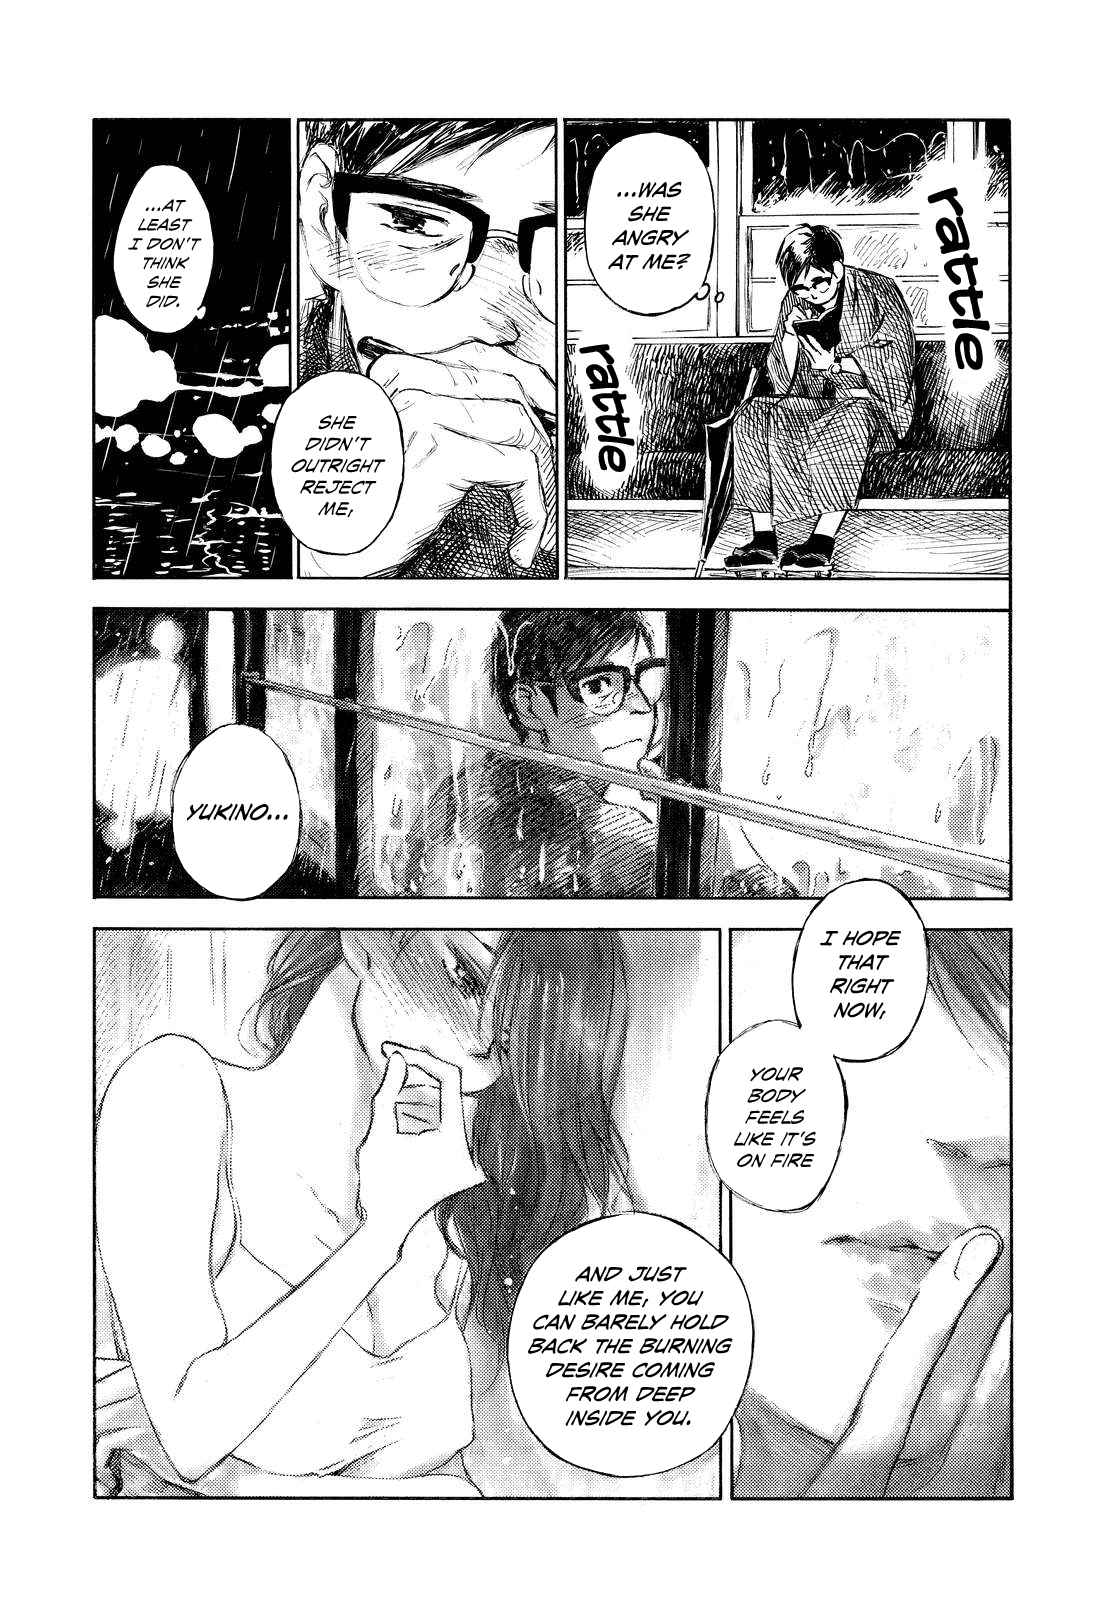 ...WAS
SHE
ANGRY
AT ME?
rattle
rattle
SHE
DIDN'T
OUTRIGHT
REJECT
ME,
...AT
LEAST
I DON'T
THINK
SHE
DID.
YUKINO...
I HOPE
THAT
RIGHT
NOW,
YOUR
BODY
FEELS
LIKE IT'S
ON FIRE
AND JUST
LIKE ME, YOU
CAN BARELY HOLD
BACK THE BURNING
DESIRE COMING
FROM DEEP
INSIDE YOU.